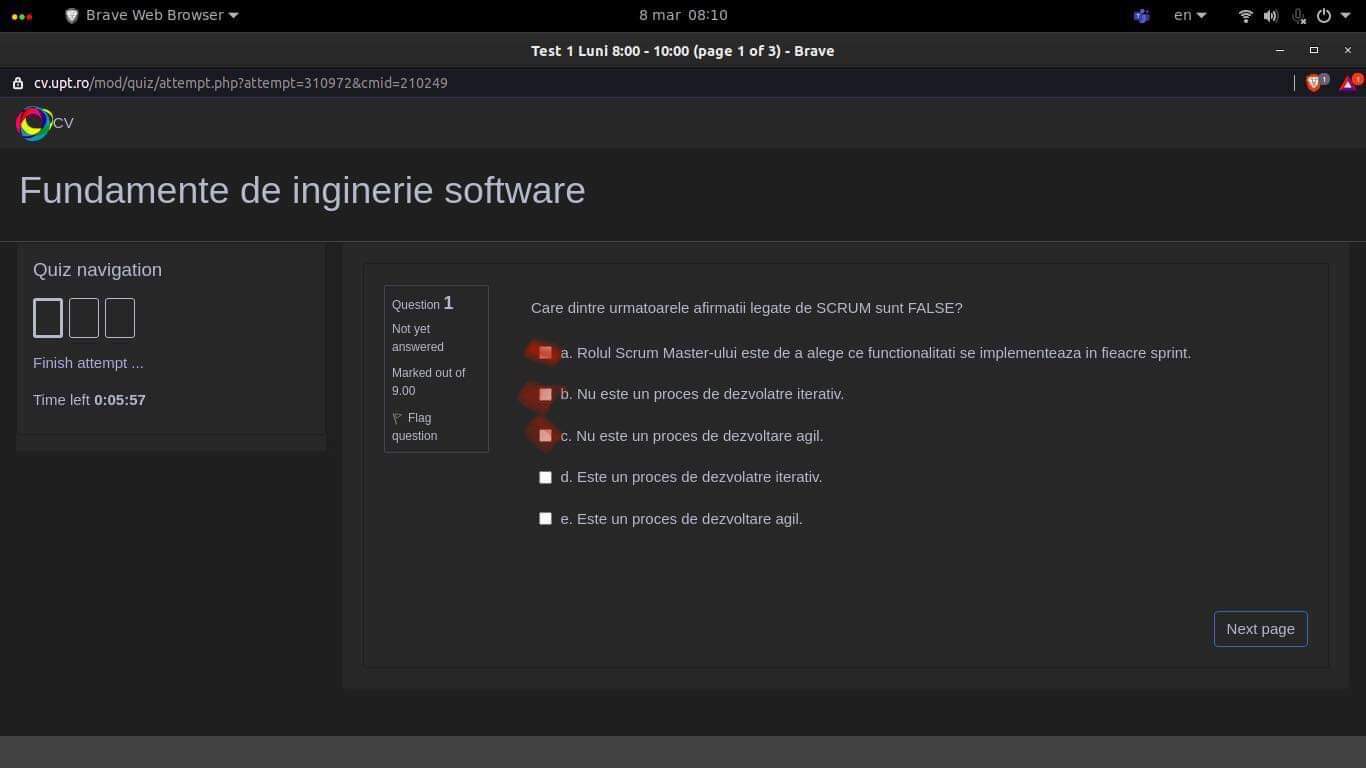 Brave Web Browser
8 mar 08:10
en
Test 1 Luni 8:00 - 10:00 (page 1 of 3) - Brave
cv.upt.ro/mod/quiz/attempt.php?attempt=310972&cmid=210249
1
1
CV
Fundamente de inginerie software
Quiz navigation
Finish attempt ...
Time left 0:05:57
Question 1
Not yet
answered
Marked out of
9.00
Flag
question
Care dintre urmatoarele afirmatii legate de SCRUM sunt FALSE?
a. Rolul Scrum Master-ului este de a alege ce functionalitati se implementeaza in fieacre sprint.
b. Nu este un proces de dezvolatre iterativ.
c. Nu este un proces de dezvoltare agil.
d. Este un proces de dezvolatre iterativ.
e. Este un proces de dezvoltare agil.
Next page